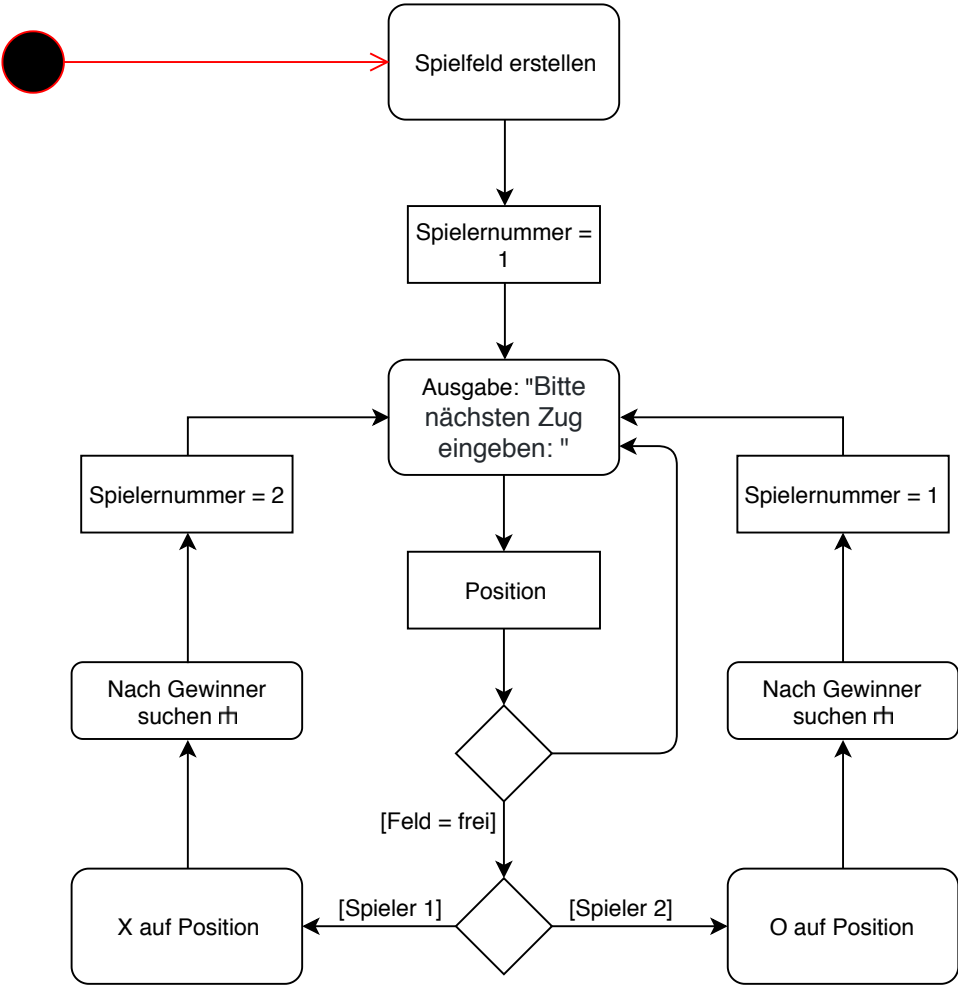 Spielfeld erstellen
Spielernummer =
1
Ausgabe: "Bitte
nächsten Zug
eingeben: "
Spielernummer = 2
Spielernummer = 1
Position
Nach Gewinner
suchen
Nach Gewinner
suchen
[Feld = frei]
[Spieler 1]
[Spieler 2]
X auf Position
O auf Position